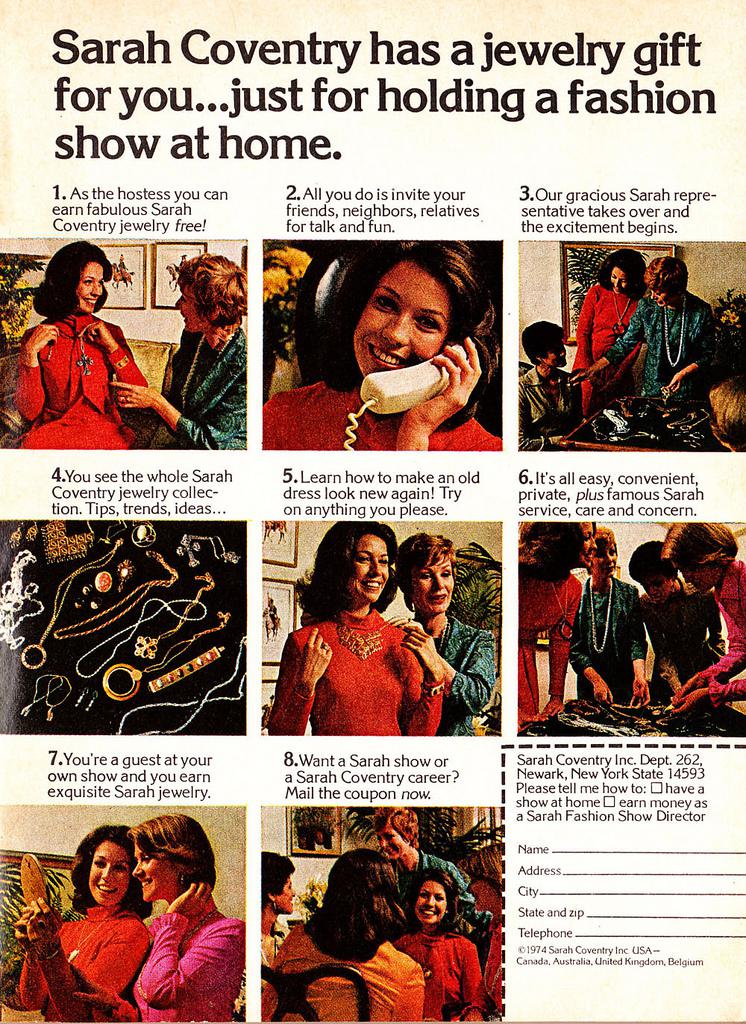 Sarah Coventry has a jewelry gift
for you...just for holding a fashion
show at home.
1. As the hostess you can
earn fabulous Sarah
Coventry jewelry free!
2. All you do is invite your
friends, neighbors, relatives
for talk and fun.
3. Our gracious Sarah repre-
sentative takes over and
the excitement begins.
4. You see the whole Sarah
Coventry jewelry collec-
tion. Tips, trends, ideas...
5. Learn how to make an old
dress look new again! Try
on anything you please.
6. It's all easy, convenient,
private, plus famous Sarah
service, care and concern.
7. You're a guest at your
own show and you earn
exquisite Sarah jewelry.
8. Want a Sarah show or
a Sarah Coventry career?
Mail the coupon now.
Sarah Coventry Inc. Dept. 262,
Newark, New York State 14593
Please tell me how to: ☐ have a
show at home ☐ earn money as
a Sarah Fashion Show Director
Name
Address
City
State and zip
Telephone
©1974 Sarah Coventry Inc. USA—
Canada, Australia, United Kingdom, Belgium